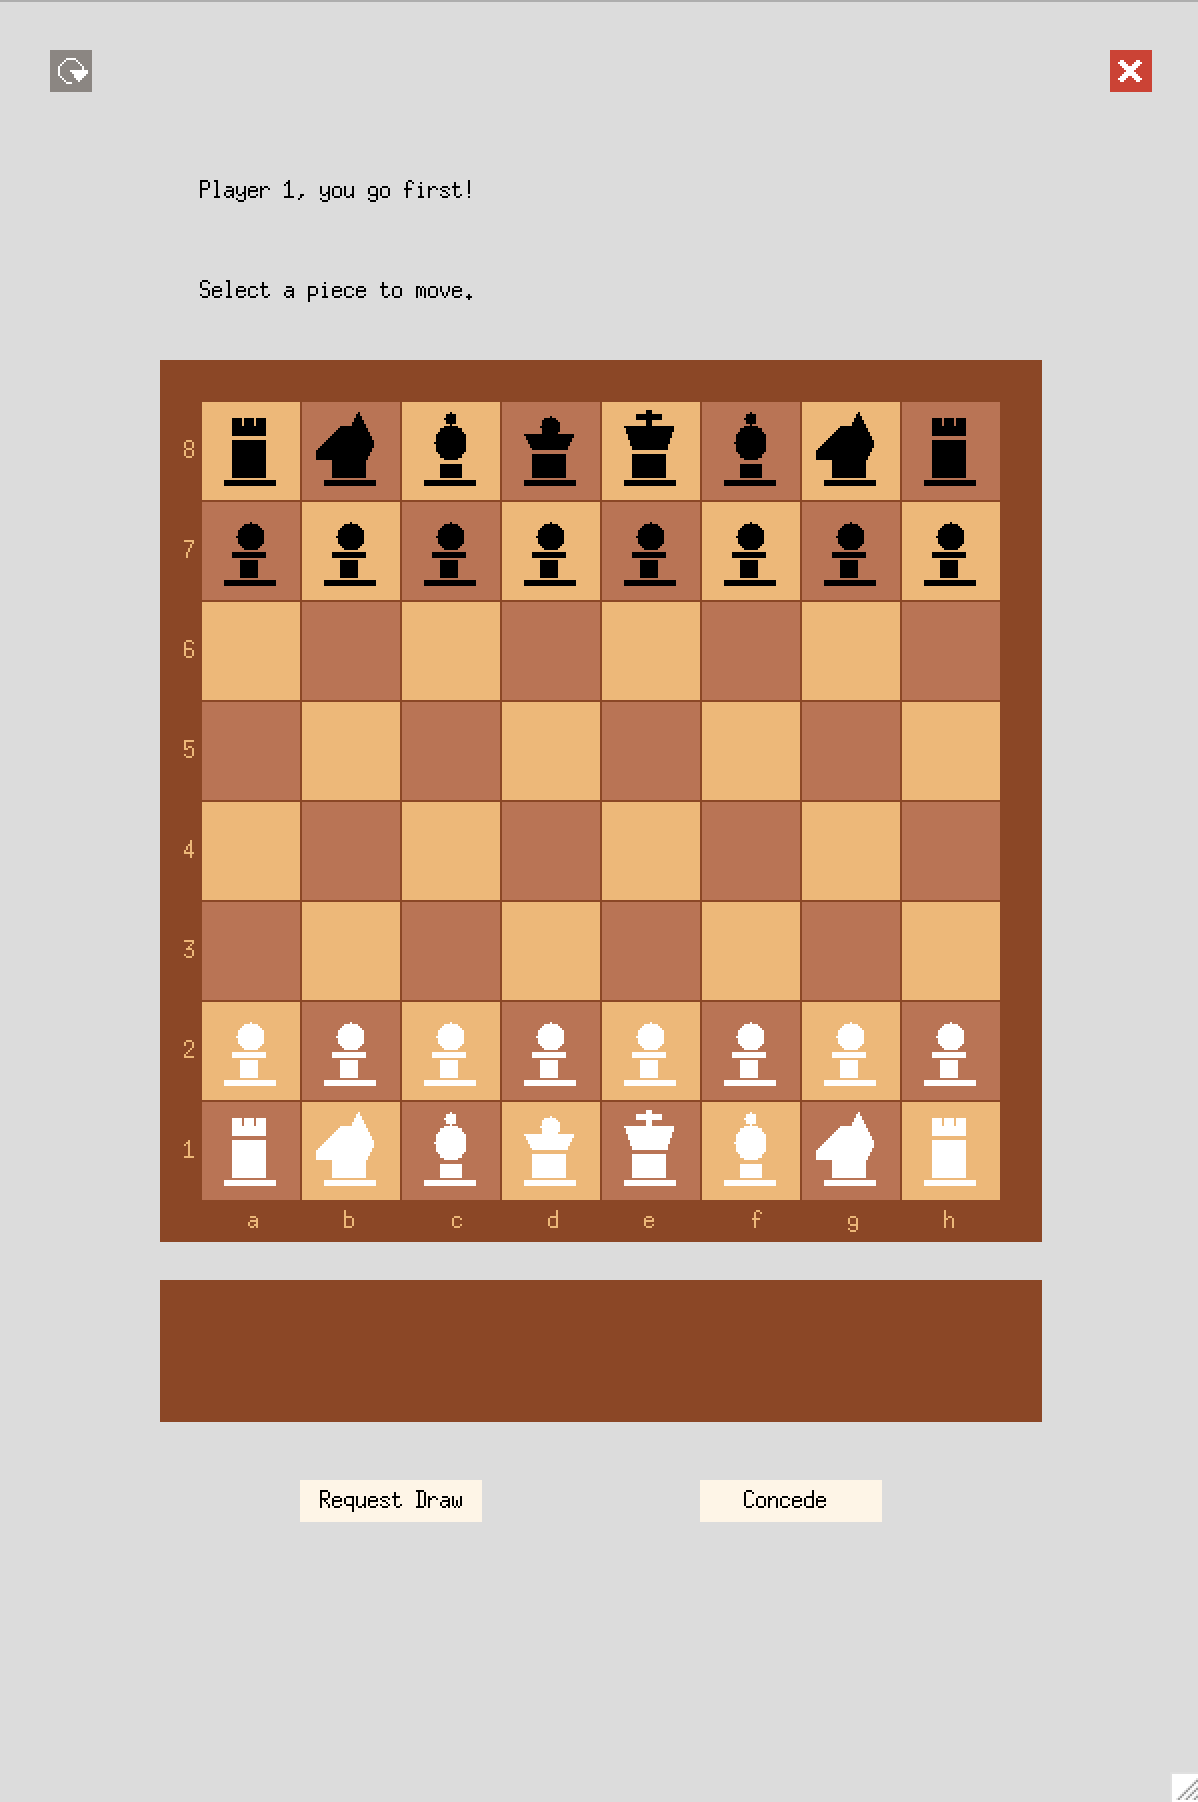 Player 1, you go first!
Select a piece to move.
8
7
6
5
4
3
2
1
a b c d e f g h
Request Draw Concede